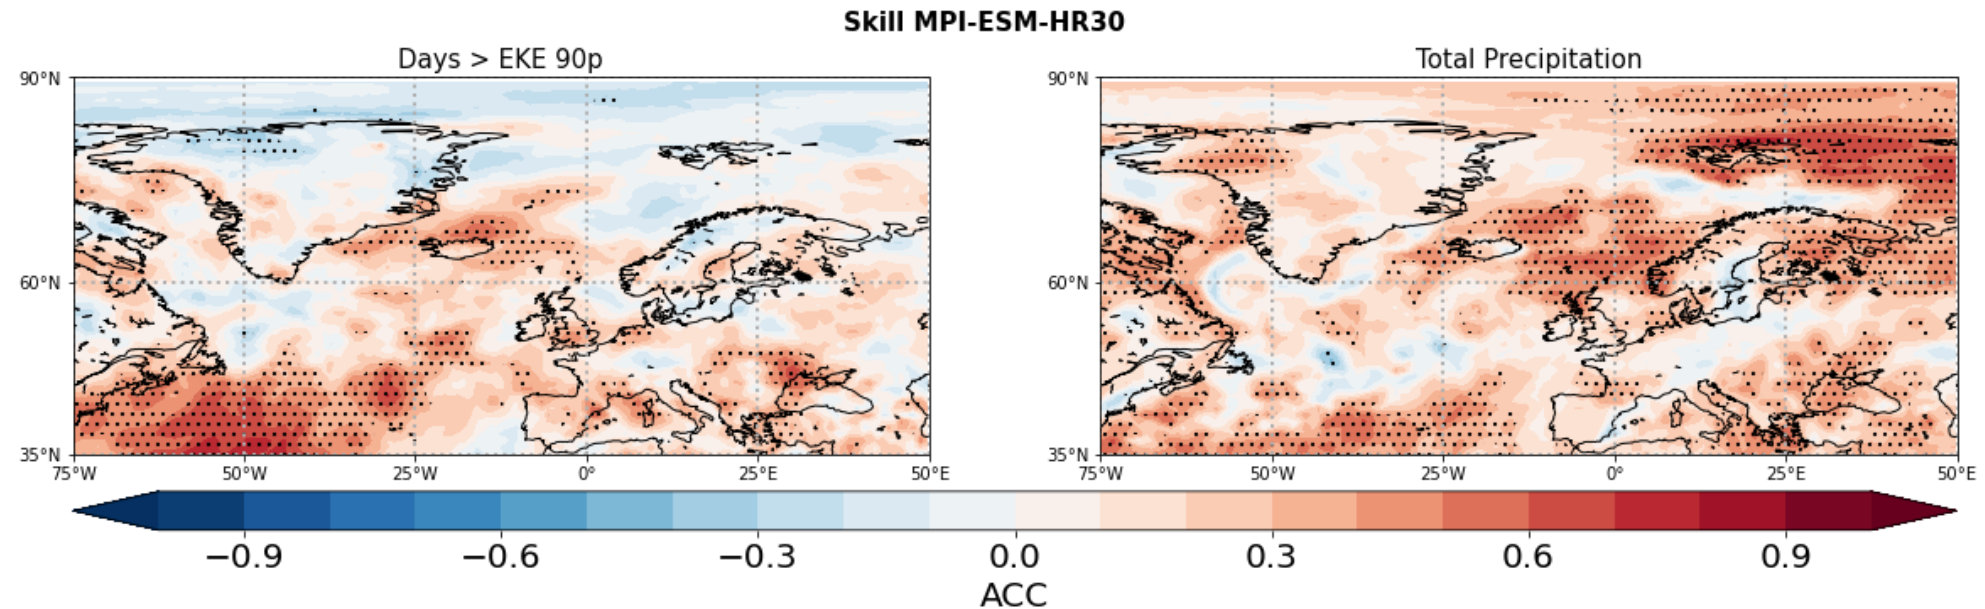 Skill MPI-ESM-HR30
Days > EKE 90p
Total Precipitation
90°N
60°N
35°N
75°W 50°W 25°W 0° 25°E 50°E
90°N
60°N
35°N
75°W 50°W 25°W 0° 25°E 50°E
−0.9 −0.6 −0.3 0.0 0.3 0.6 0.9
ACC